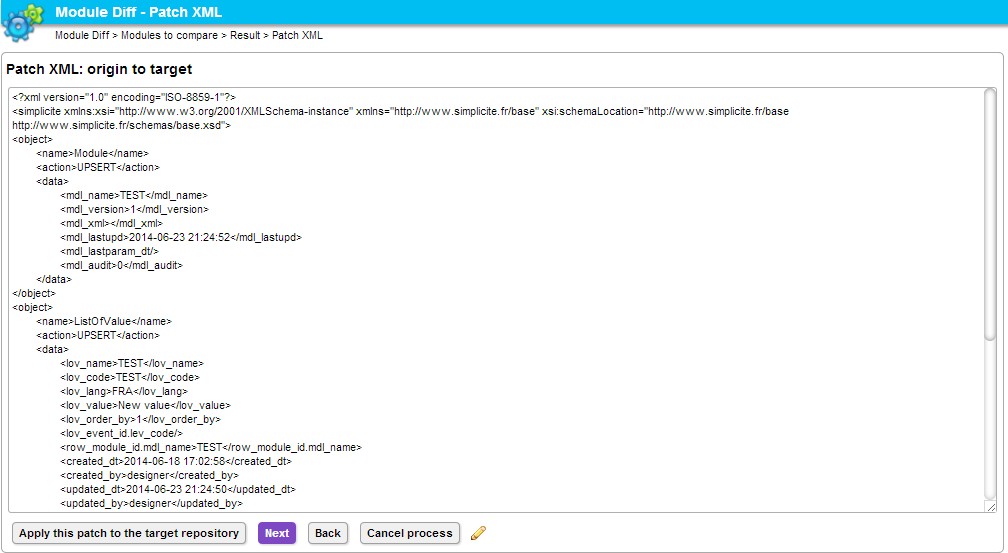 Module Diff - Patch XML
Module Diff > Modules to compare > Result > Patch XML
Patch XML: origin to target
<?xml version="1.0" encoding="ISO-8859-1"?>
<simplicite xmlns:xsi="http://www.w3.org/2001/XMLSchema-instance" xmlns="http://www.simplicite.fr/base" xsi:schemaLocation="http://www.simplicite.fr/base
http://www.simplicite.fr/schemas/base.xsd">
<object>
<name>Module</name>
<action>UPSERT</action>
<data>
<mdl_name>TEST</mdl_name>
<mdl_version>1</mdl_version>
<mdl_xml></mdl_xml>
<mdl_lastupd>2014-06-23 21:24:52</mdl_lastupd>
<mdl_lastparam_dt/>
<mdl_audit>0</mdl_audit>
</data>
</object>
<object>
<name>ListOfValue</name>
<action>UPSERT</action>
<data>
<lov_name>TEST</lov_name>
<lov_code>TEST</lov_code>
<lov_lang>FRA</lov_lang>
<lov_value>New value</lov_value>
<lov_order_by>1</lov_order_by>
<lov_event_id.lev_code/>
<row_module_id.mdl_name>TEST</row_module_id.mdl_name>
<created_dt>2014-06-18 17:02:58</created_dt>
<created_by>designer</created_by>
<updated_dt>2014-06-23 21:24:50</updated_dt>
<updated_by>designer</updated_by>
Apply this patch to the target repository Next Back Cancel process